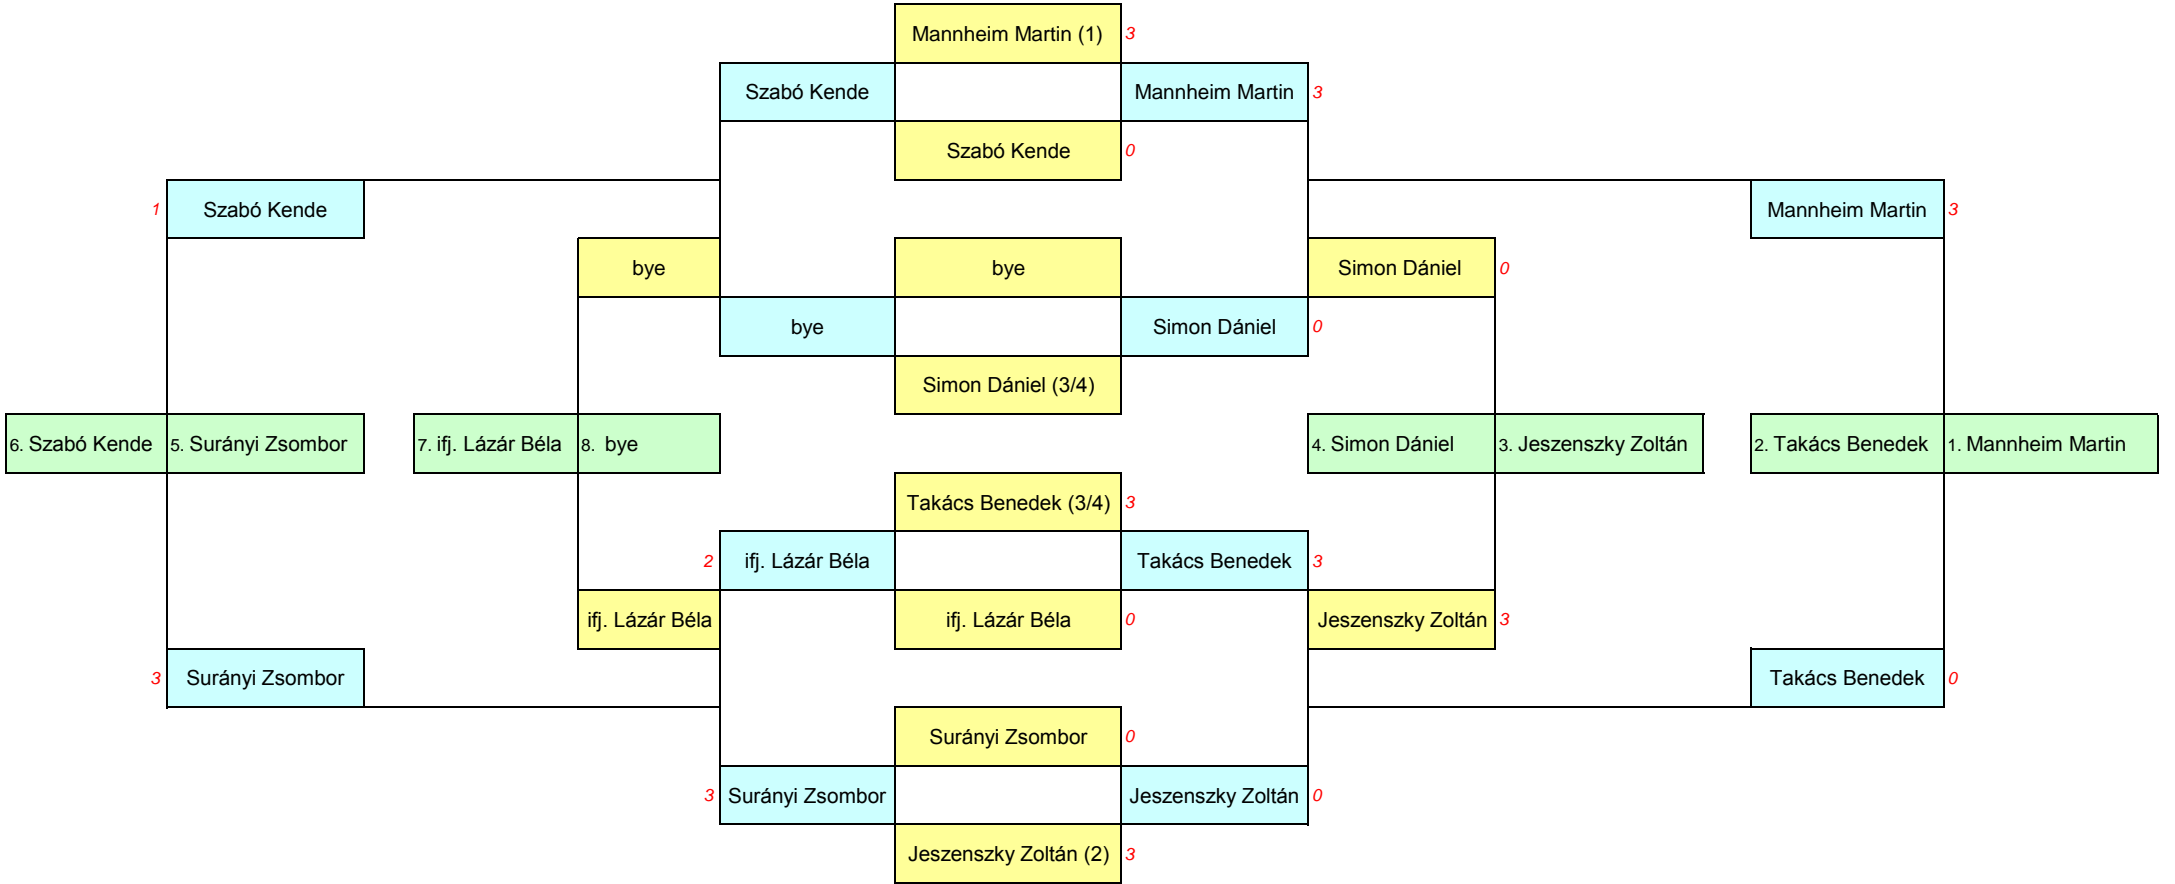 Mannheim Martin (1) 3
Szabó Kende Mannheim Martin 3
Szabó Kende 0
1 Szabó Kende Mannheim Martin 3
bye bye Simon Dániel 0
bye Simon Dániel 0
Simon Dániel (3/4)
6. Szabó Kende 5. Surányi Zsombor 7. ifj. Lázár Béla 8. bye 4. Simon Dániel 3. Jeszenszky Zoltán 2. Takács Benedek 1. Mannheim Martin
Takács Benedek (3/4) 3
2 ifj. Lázár Béla Takács Benedek 3
ifj. Lázár Béla ifj. Lázár Béla 0 Jeszenszky Zoltán 3
3 Surányi Zsombor Takács Benedek 0
Surányi Zsombor 0
3 Surányi Zsombor Jeszenszky Zoltán 0
Jeszenszky Zoltán (2) 3